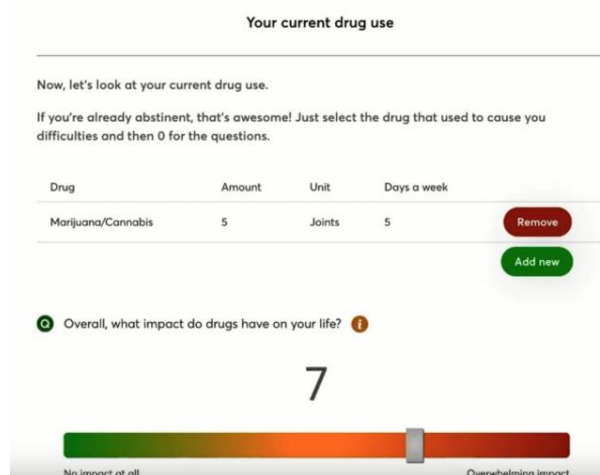 Your current drug use
Now, let's look at your current drug use.
If you're already abstinent, that's awesome! Just select the drug that used to cause you
difficulties and then 0 for the questions.
Drug Amount Unit Days a week
Marijuana/Cannabis 5 Joints 5 Remove
Add new
Q Overall, what impact do drugs have on your life? i
7
No impact at all Overwhelming impact